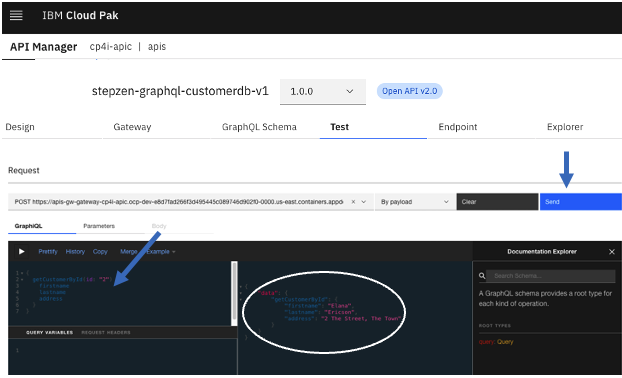 IBM Cloud Pak
API Manager cp4i-apic | apis
stepzen-graphql-customerdb-v1 1.0.0 Open API v2.0
Design Gateway GraphQL Schema Test Endpoint Explorer
Request
POST https://apis-gw-gateway-cp4i-apic.ocp-dev-e8d7fad266f3d495445c089746d902f0-0000.us-east.containers.appdo By payload Clear Send
GraphiQL Parameters Body
Prettify History Copy Merge Example Documentation Explorer
Search Schema...
A GraphQL schema provides a root type for
each kind of operation.
ROOT TYPES
query: Query
1 {
2 getCustomerById(id: "2"){
3 firstname
4 lastname
5 address
6 }
7 }
QUERY VARIABLES REQUEST HEADERS
1
{
"data": {
"getCustomerById": {
"firstname": "Elana",
"lastname": "Ericson",
"address": "2 The Street, The Town"
}
}